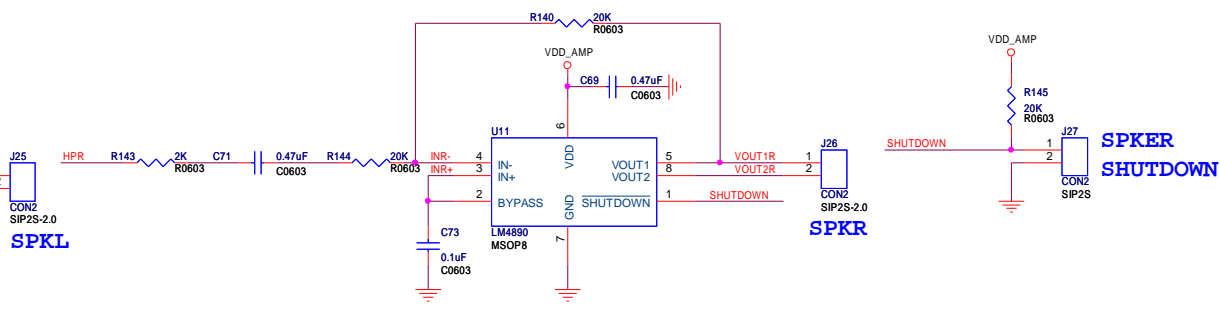 R140
20K
R0603
VDD_AMP
VDD_AMP
C69
0.47uF
C0603
R145
20K
R0603
U11
6
J25
HPR
R143
2K
R0603
C71
0.47uF
C0603
R144
20K
R0603
INR-
INR+
4
3
2
IN-
IN+
BYPASS
VDD
GND
VOUT1
VOUT2
SHUTDOWN
5
8
1
VOUT1R
VOUT2R
SHUTDOWN
1
2
J26
SHUTDOWN
1
2
J27
SPKER
SHUTDOWN
CON2
SIP2S-2.0
SPKL
C73
0.1uF
C0603
LM4890
MSOP8
7
CON2
SIP2S-2.0
SPKR
CON2
SIP2S